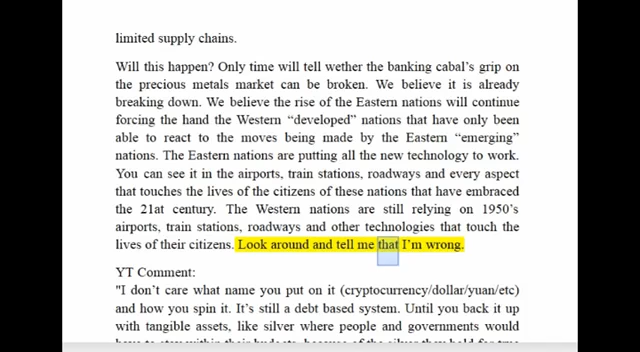 limited supply chains.
Will this happen? Only time will tell wether the banking cabal's grip on
the precious metals market can be broken. We believe it is already
breaking down. We believe the rise of the Eastern nations will continue
forcing the hand the Western “developed” nations that have only been
able to react to the moves being made by the Eastern “emerging”
nations. The Eastern nations are putting all the new technology to work.
You can see it in the airports, train stations, roadways and every aspect
that touches the lives of the citizens of these nations that have embraced
the 21at century. The Western nations are still relying on 1950’s
airports, train stations, roadways and other technologies that touch the
lives of their citizens. Look around and tell me that I’m wrong.
YT Comment:
"I don’t care what name you put on it (cryptocurrency/dollar/yuan/etc)
and how you spin it. It’s still a debt based system. Until you back it up
with tangible assets, like silver where people and governments would